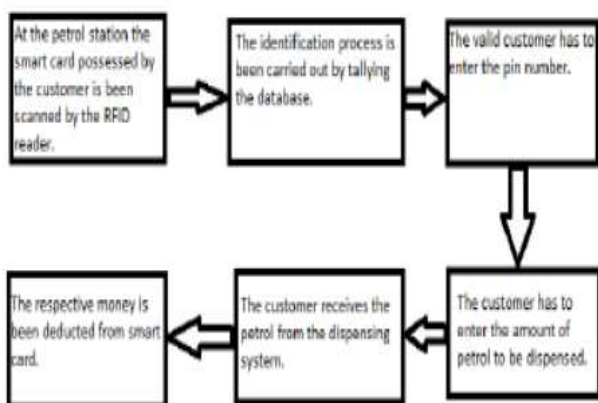 At the petrol station the
smart card possessed by
the customer is been
scanned by the RFID
reader.
The identification process is
been carried out by tallying
the database.
The valid customer has to
enter the pin number.
The customer has to
enter the amount of
petrol to be dispensed.
The customer receives the
petrol from the dispensing
system.
The respective money is
been deducted from smart
card.